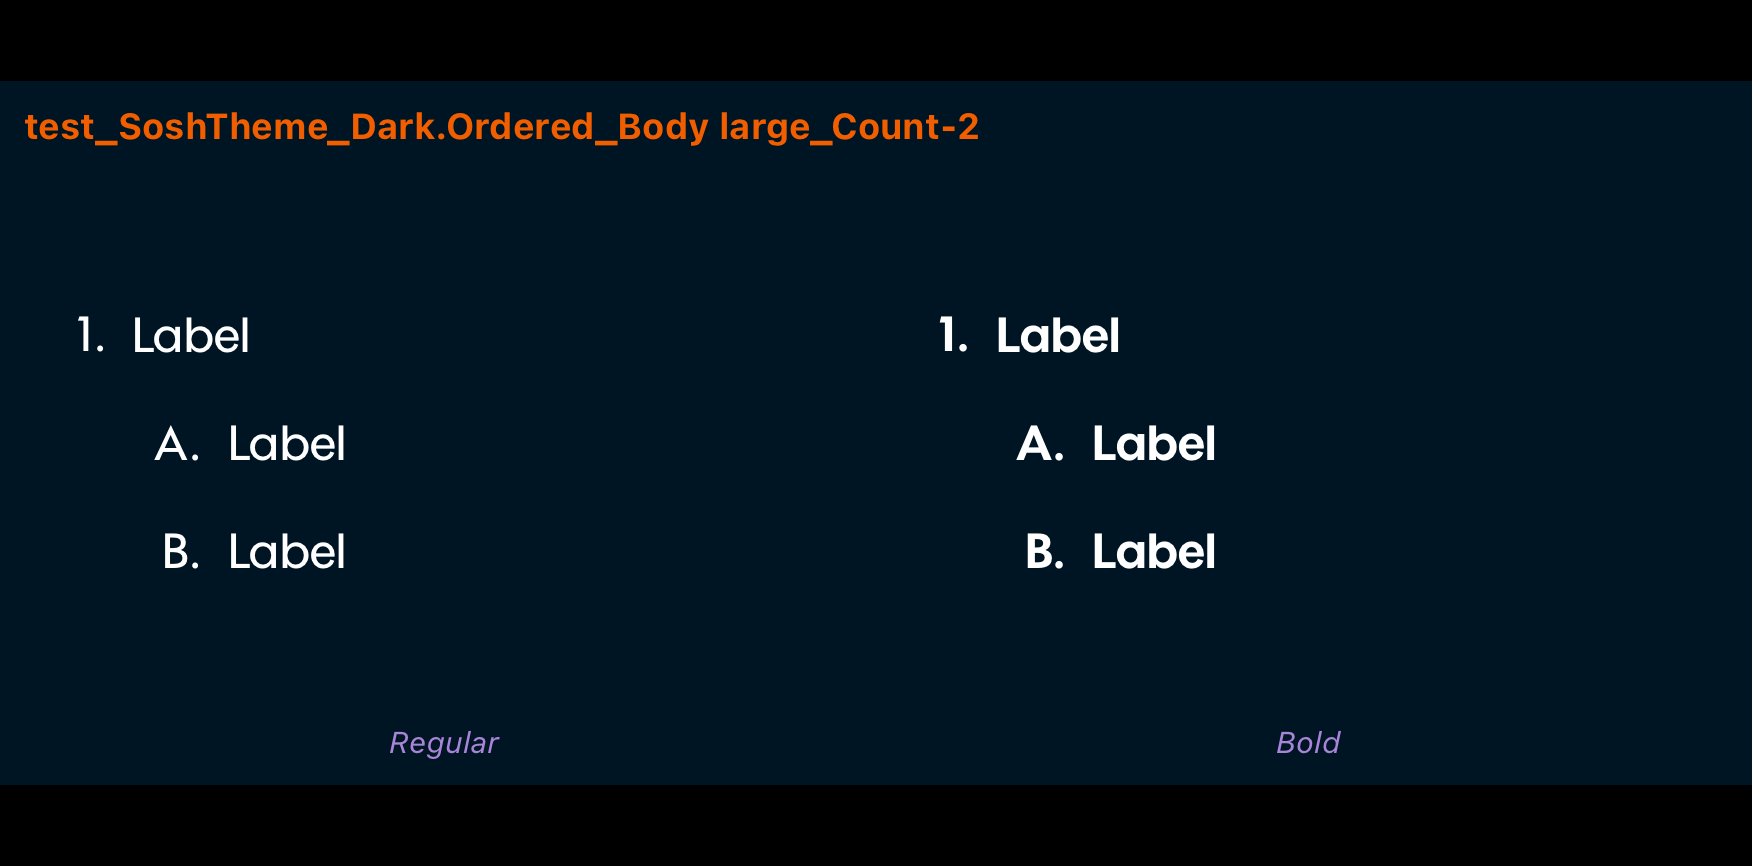 test_SoshTheme_Dark.Ordered_Body large_Count-2
1. Label
A. Label
B. Label
Regular
1. Label
A. Label
B. Label
Bold